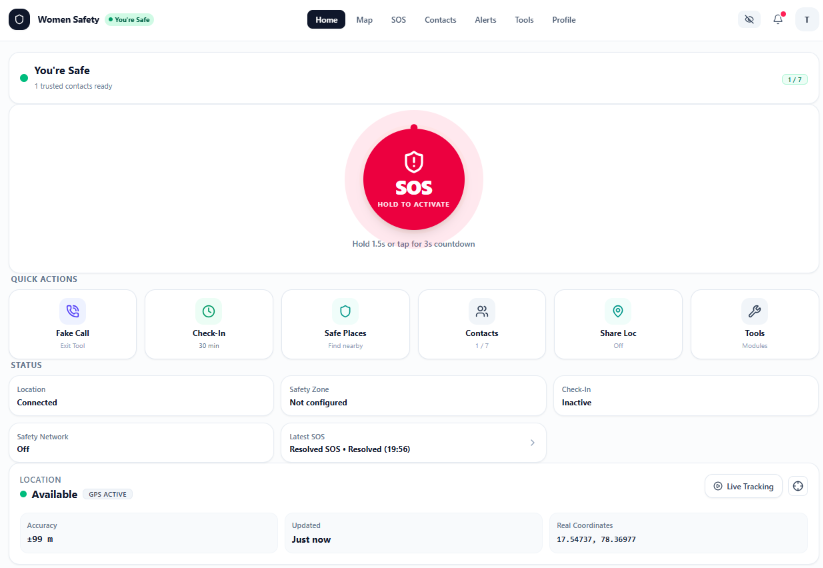 Women Safety
You're Safe
Home Map SOS Contacts Alerts Tools Profile
T
You're Safe
1 trusted contacts ready
1 / 7
SOS
HOLD TO ACTIVATE
Hold 1.5s or tap for 3s countdown
QUICK ACTIONS
Fake Call
Exit Tool
Check-In
30 min
Safe Places
Find nearby
Contacts
1 / 7
Share Loc
Off
Tools
Modules
STATUS
Location
Connected
Safety Zone
Not configured
Check-In
Inactive
Safety Network
Off
Latest SOS
Resolved SOS • Resolved (19:56)
LOCATION
Available GPS ACTIVE
Live Tracking
Accuracy
±99 m
Updated
Just now
Real Coordinates
17.54737, 78.36977